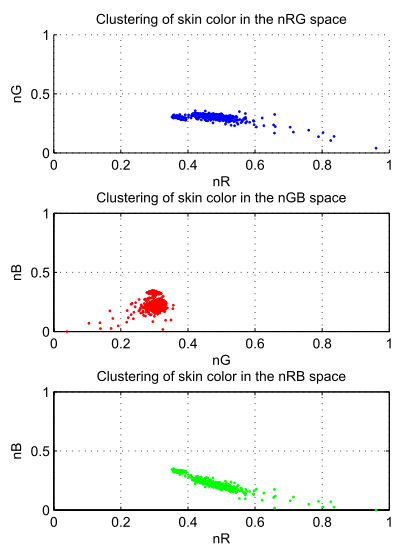 Clustering of skin color in the nRG space
1
0.5
0
nG
0 0.2 0.4 0.6 0.8 1
nR
Clustering of skin color in the nGB space
1
0.5
0
nB
0 0.2 0.4 0.6 0.8 1
nG
Clustering of skin color in the nRB space
1
0.5
0
nB
0 0.2 0.4 0.6 0.8 1
nR